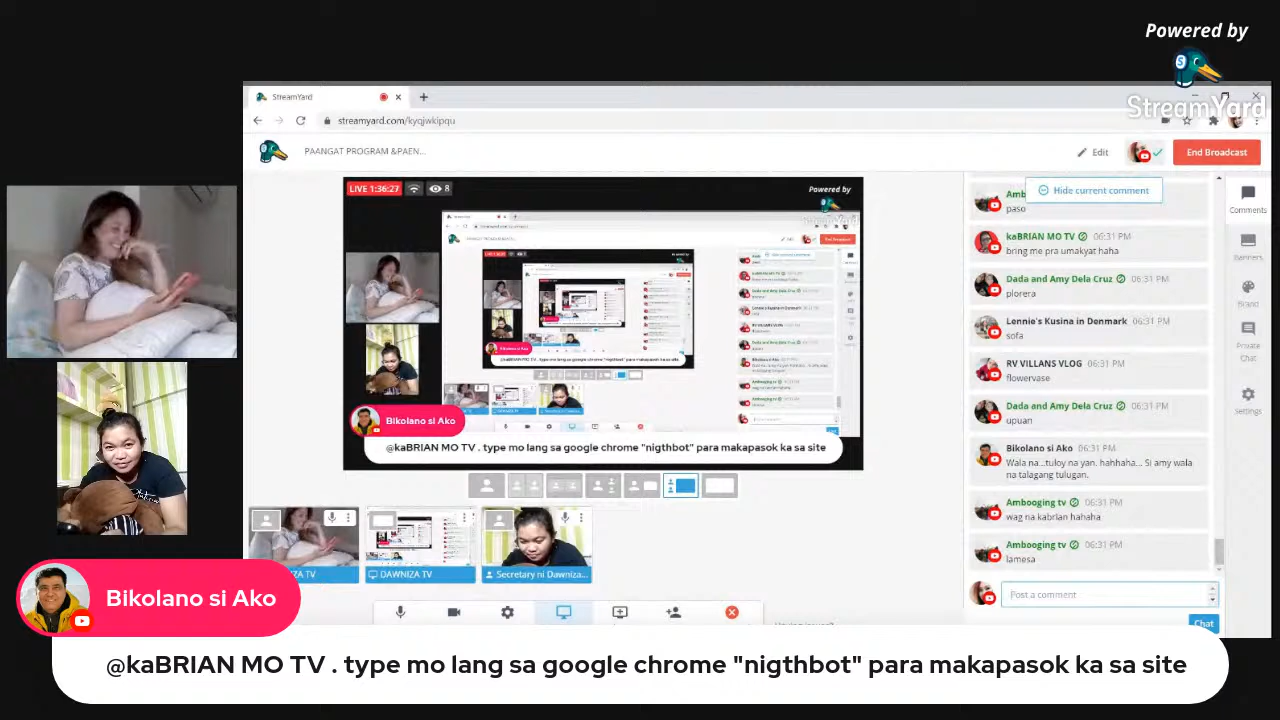 Powered by
StreamYard
StreamYard
streamyard.com/kyqjwkipqu
PAANGAT PROGRAM &PAEN...
Edit
End Broadcast
LIVE 1:36:27
8
Powered by
Bikolano si Ako
@kaBRIAN MO TV . type mo lang sa google chrome "nigthbot" para makapasok ka sa site
Hide current comment
Amb
paso
kaBRIAN MO TV 06:31 PM
bring me pra umakyat haha
Dada and Amy Dela Cruz 06:31 PM
plorera
Lennie's Kusina in Denmark 06:31 PM
sofa
RV VILLANS VLOG 06:31 PM
flowervase
Dada and Amy Dela Cruz 06:31 PM
upuan
Bikolano si Ako 06:31 PM
Wala na...tuloy na yan. hahhaha... Si amy wala
na talagang tulugan.
Ambooging tv 06:31 PM
wag na kabrlan hahaha
Ambooging tv 06:31 PM
lamesa
Post a comment
Chat
Comments
Banners
Brand
Private
Chat
Settings
IZA TV
DAWNIZA TV
Secretary ni Dawniza...
Bikolano si Ako
@kaBRIAN MO TV . type mo lang sa google chrome "nigthbot" para makapasok ka sa site